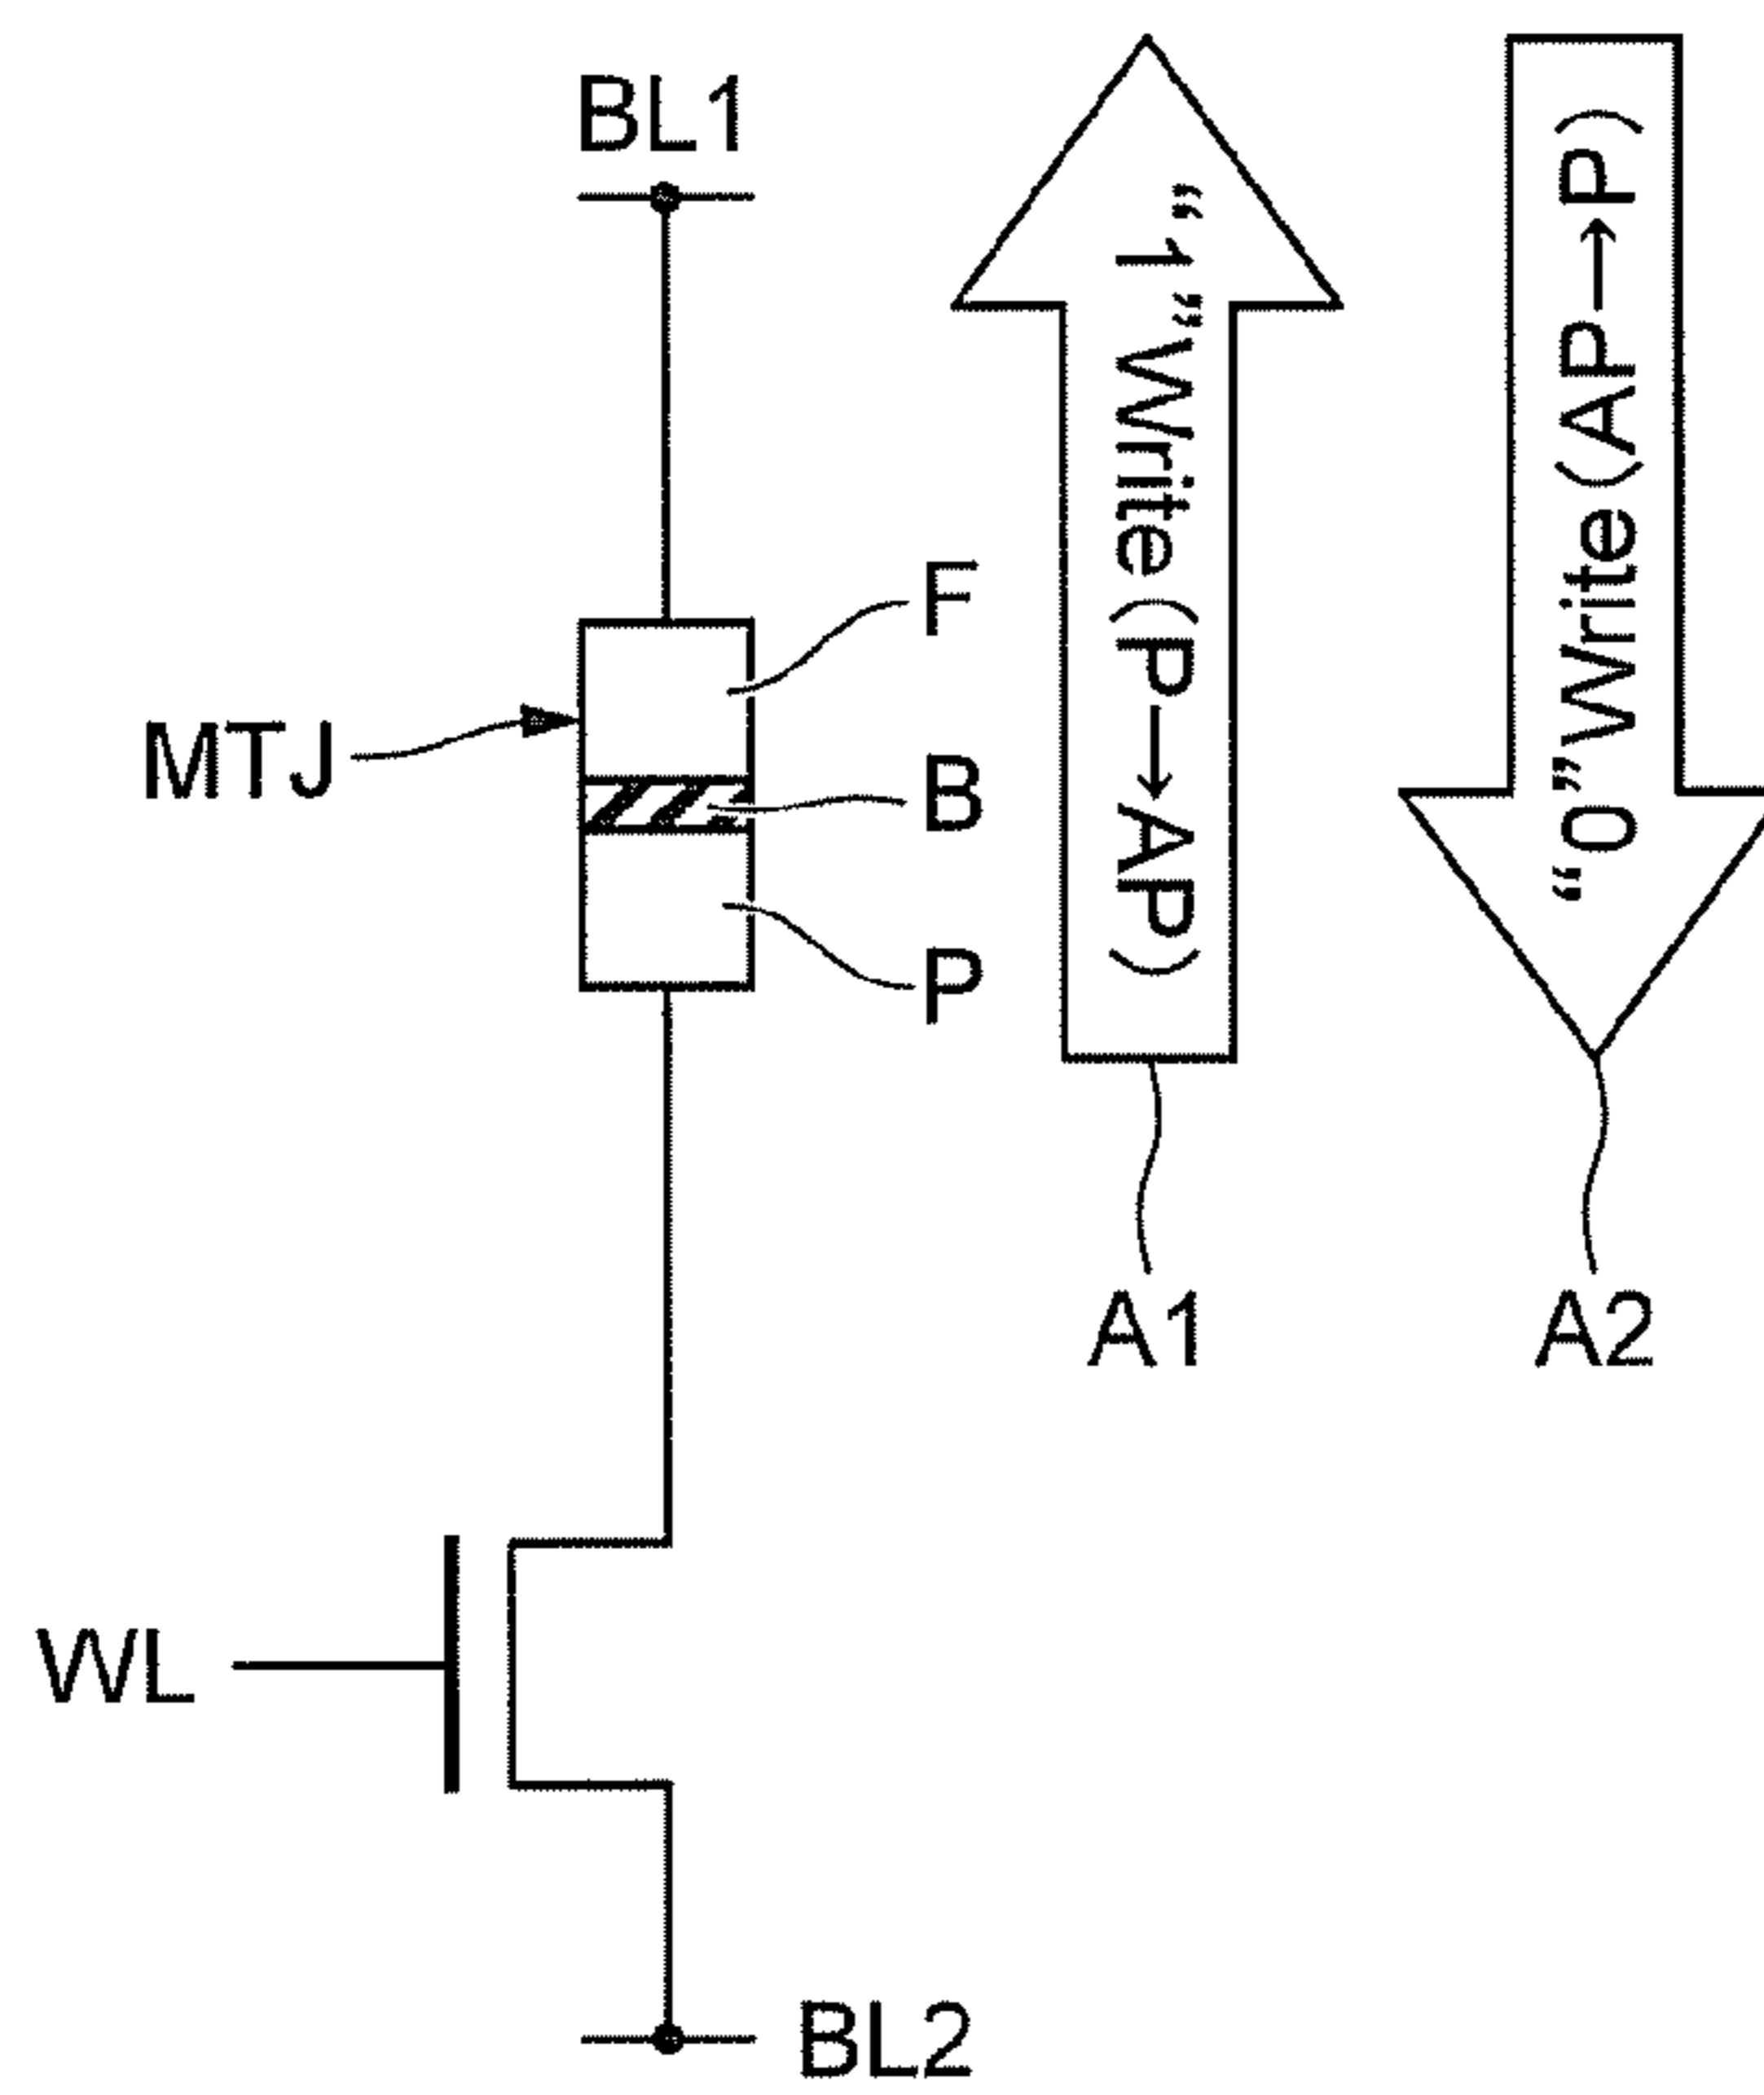 BL1
F
MTJ
B
P
“1”Write(P→AP)
”0”Write(AP→P)
A1
A2
WL
BL2